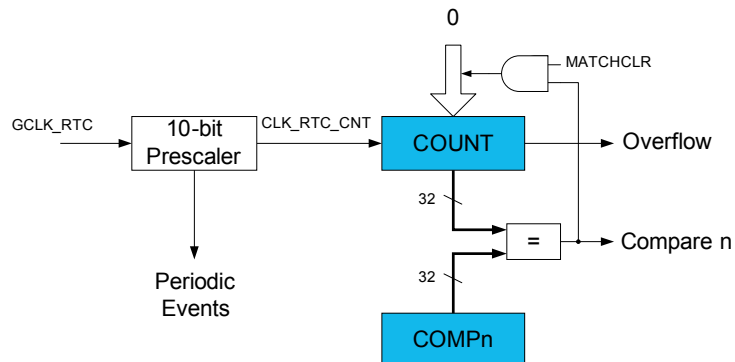 0
MATCHCLR
GCLK_RTC
10-bit
Prescaler
CLK_RTC_CNT
COUNT
Overflow
32
=
Compare n
Periodic
Events
32
COMPn